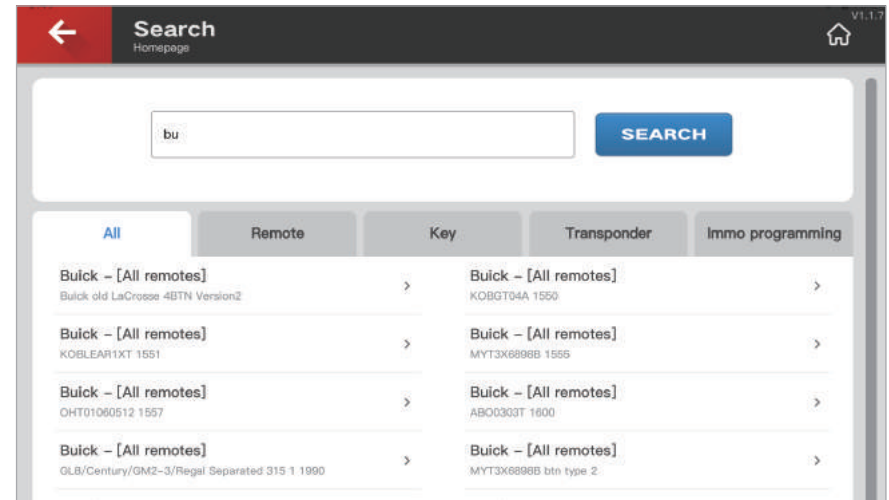 V1.1.7
Search
Homepage
bu
SEARCH
All Remote Key Transponder Immo programming
Buick – [All remotes]
Buick old LaCrosse 4BTN Version2
Buick – [All remotes]
KOBGT04A 1550
Buick – [All remotes]
KOBLEAR1XT 1551
Buick – [All remotes]
MYT3X6898B 1555
Buick – [All remotes]
OHT01060512 1557
Buick – [All remotes]
ABO0303T 1600
Buick – [All remotes]
GL8/Century/GM2–3/Regal Separated 315 1 1990
Buick – [All remotes]
MYT3X6898B btn type 2